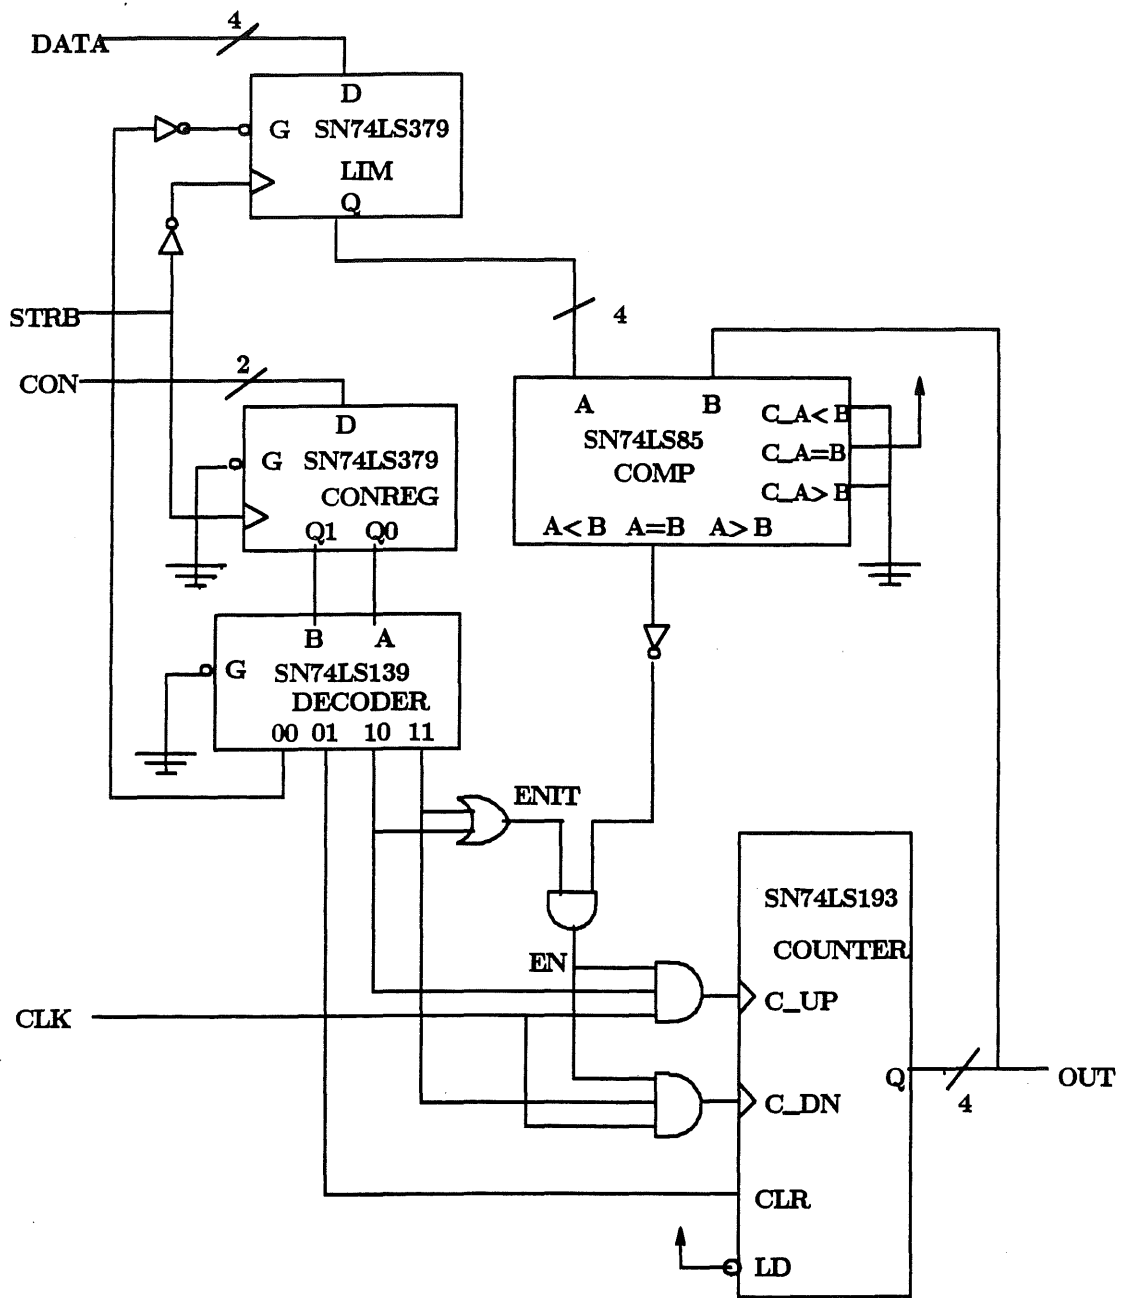 4
DATA
D
G SN74LS379
LIM
Q
STRB
4
CON
2
D
G SN74LS379
CONREG
Q1 Q0
A B
SN74LS85
COMP
C_A< B
C_A=B
C_A> B
A< B A=B A> B
B A
G SN74LS139
DECODER
00 01 10 11
ENIT
EN
SN74LS193
COUNTER
CLK
C_UP
Q
4
OUT
C_DN
CLR
LD